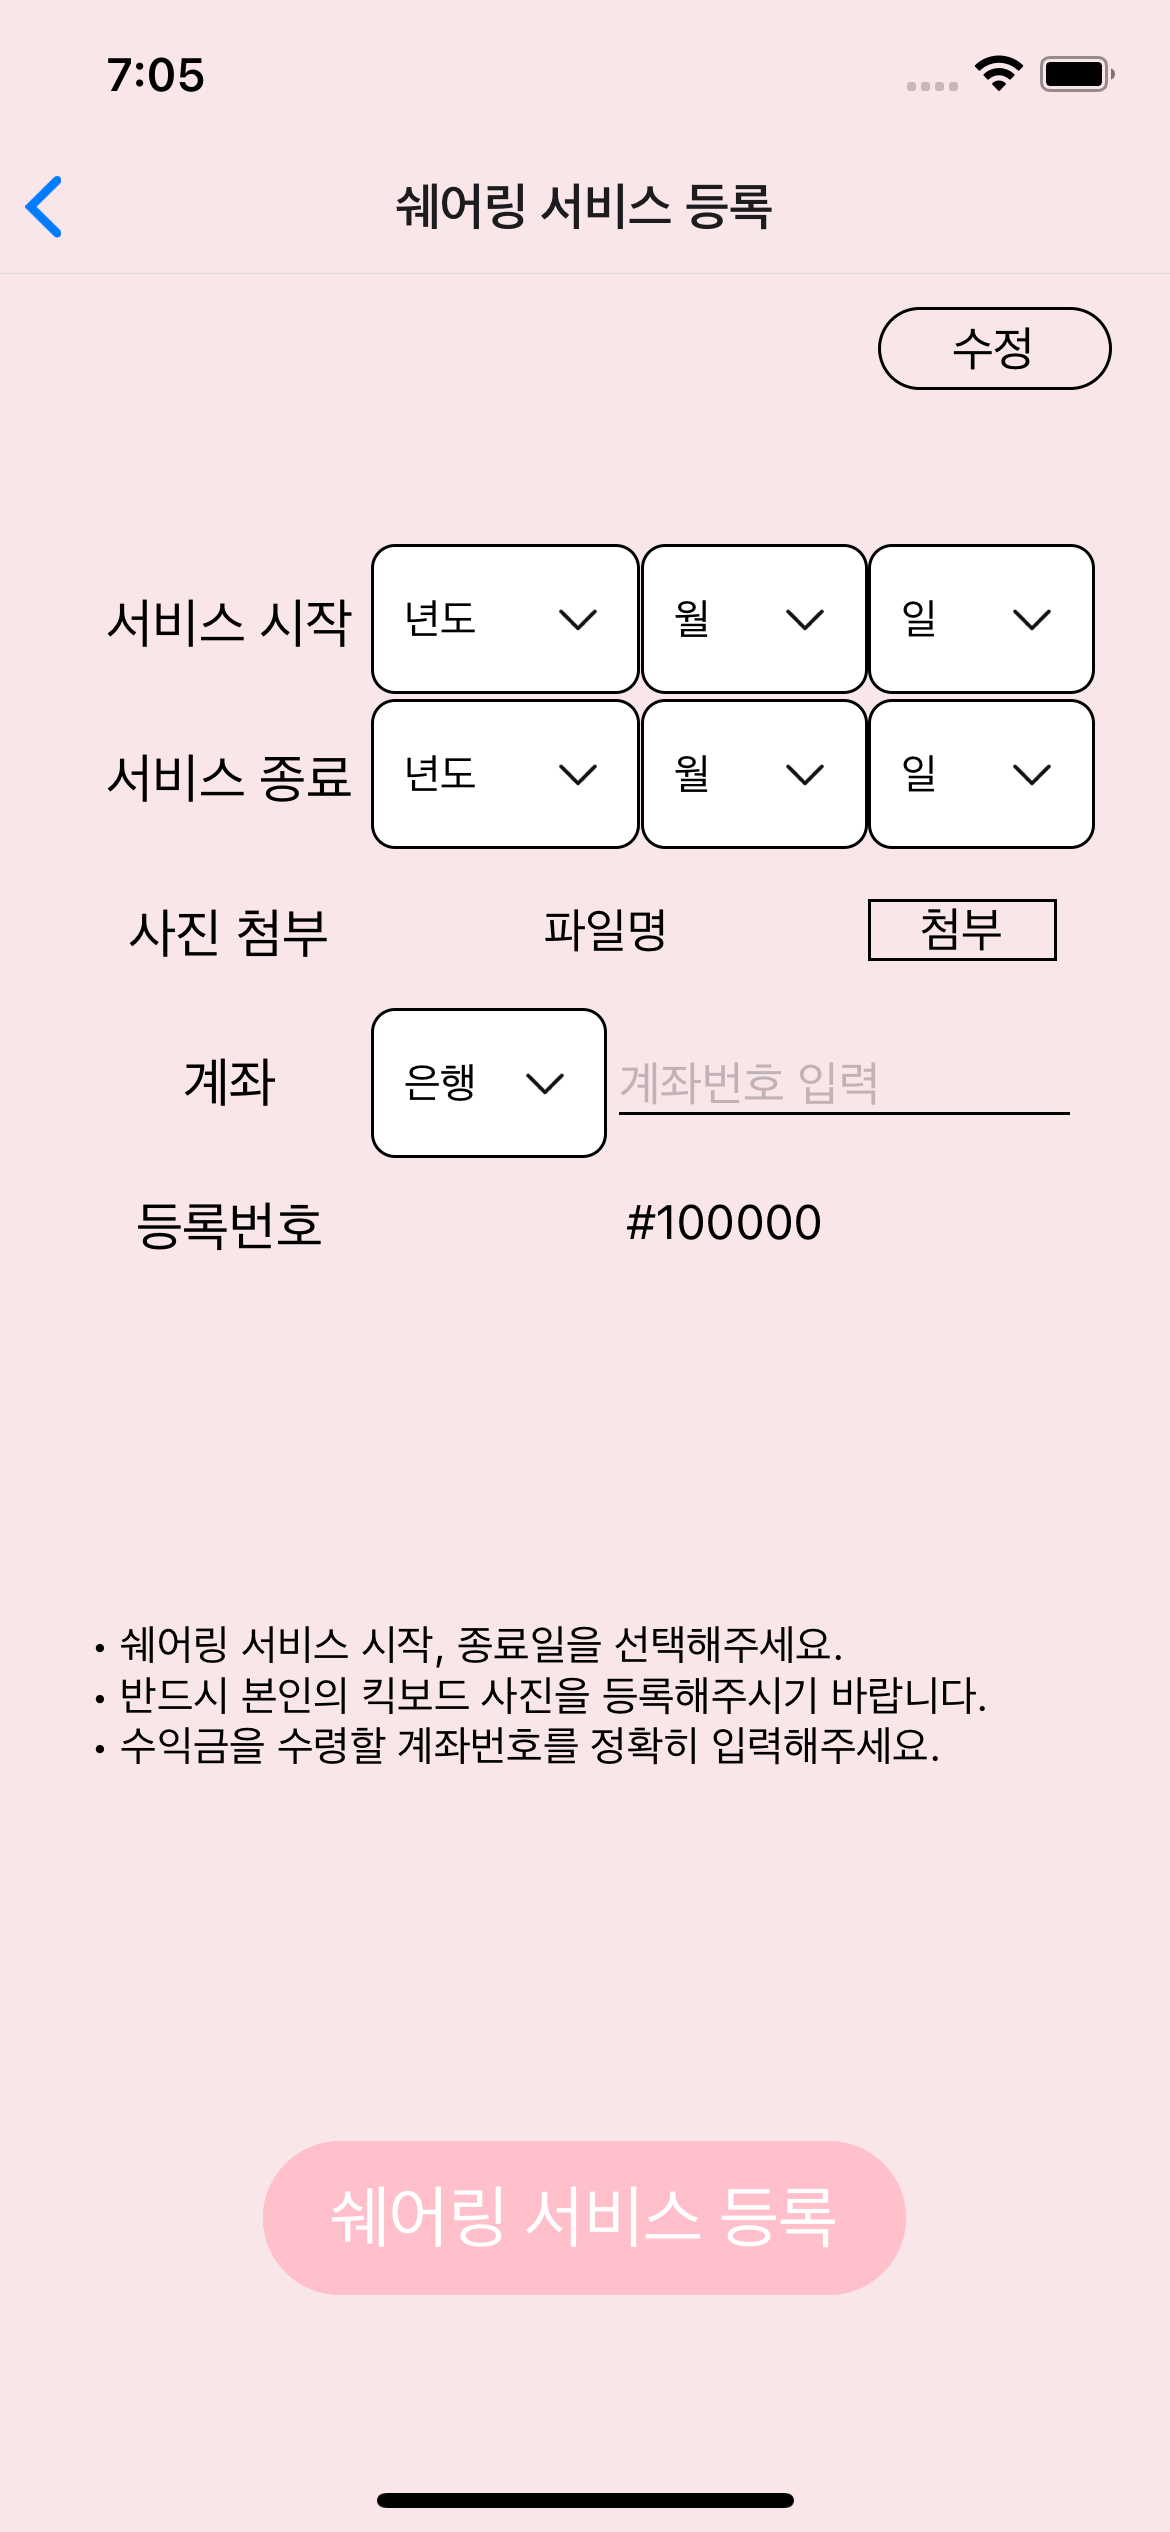 7:05
쉐어링 서비스 등록
수정
서비스 시작 년도 월 일
서비스 종료 년도 월 일
사진 첨부 파일명 첨부
계좌 은행 계좌번호 입력
등록번호 #100000
• 쉐어링 서비스 시작, 종료일을 선택해주세요.
• 반드시 본인의 킥보드 사진을 등록해주시기 바랍니다.
• 수익금을 수령할 계좌번호를 정확히 입력해주세요.
쉐어링 서비스 등록